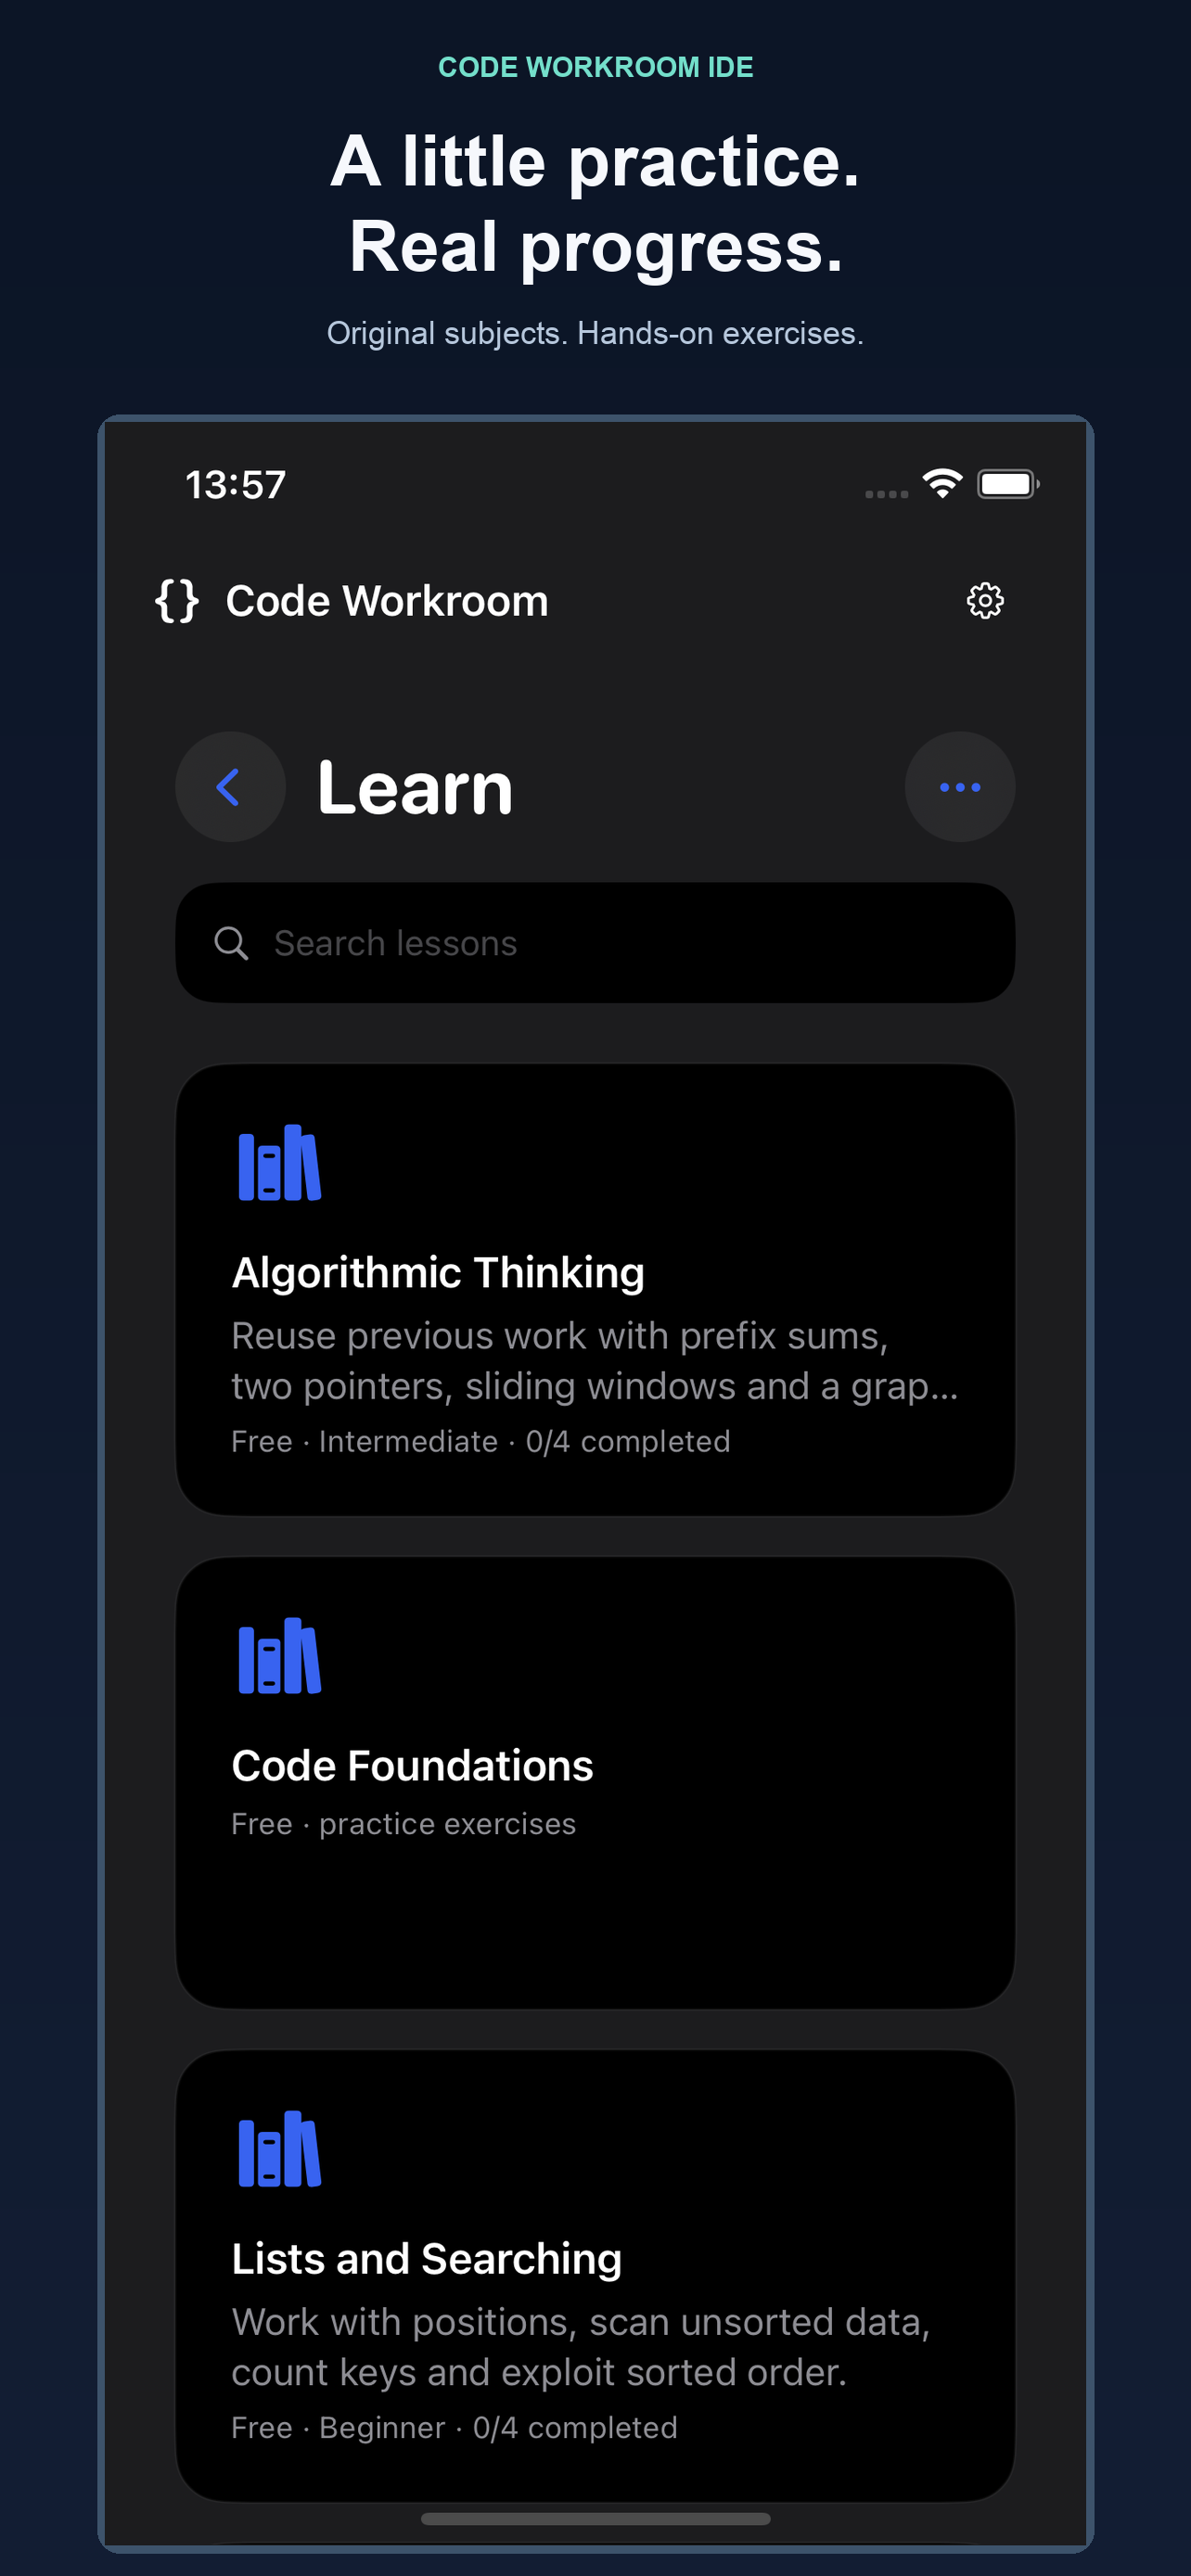 CODE WORKROOM IDE
A little practice.
Real progress.
Original subjects. Hands-on exercises.
13:57
{} Code Workroom
Learn
Search lessons
Algorithmic Thinking
Reuse previous work with prefix sums,
two pointers, sliding windows and a grap...
Free · Intermediate · 0/4 completed
Code Foundations
Free · practice exercises
Lists and Searching
Work with positions, scan unsorted data,
count keys and exploit sorted order.
Free · Beginner · 0/4 completed